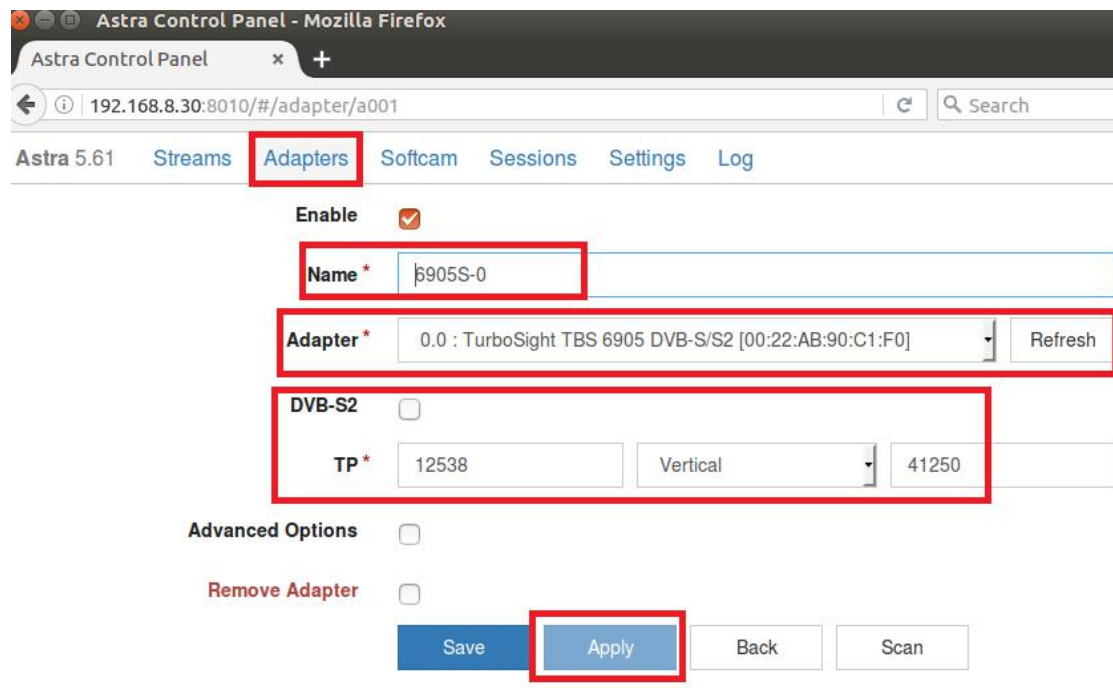 Astra Control Panel - Mozilla Firefox
Astra Control Panel × +
192.168.8.30:8010/#/adapter/a001 Search
Astra 5.61 Streams Adapters Softcam Sessions Settings Log
Enable
Name * 6905S-0
Adapter * 0.0 : TurboSight TBS 6905 DVB-S/S2 [00:22:AB:90:C1:F0] Refresh
DVB-S2
TP * 12538 Vertical 41250
Advanced Options
Remove Adapter
Save Apply Back Scan